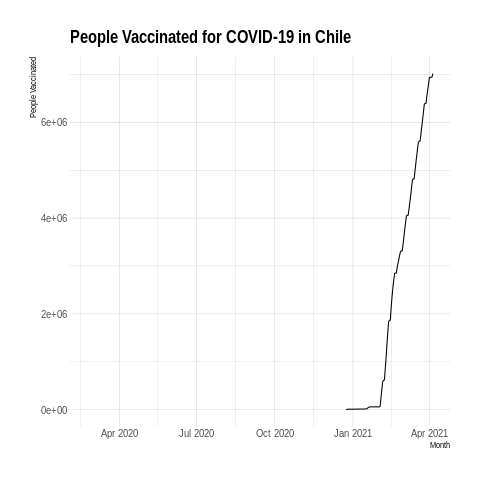 People Vaccinated for COVID-19 in Chile
People Vaccinated
6e+06
4e+06
2e+06
0e+00
Apr 2020 Jul 2020 Oct 2020 Jan 2021 Apr 2021
Month